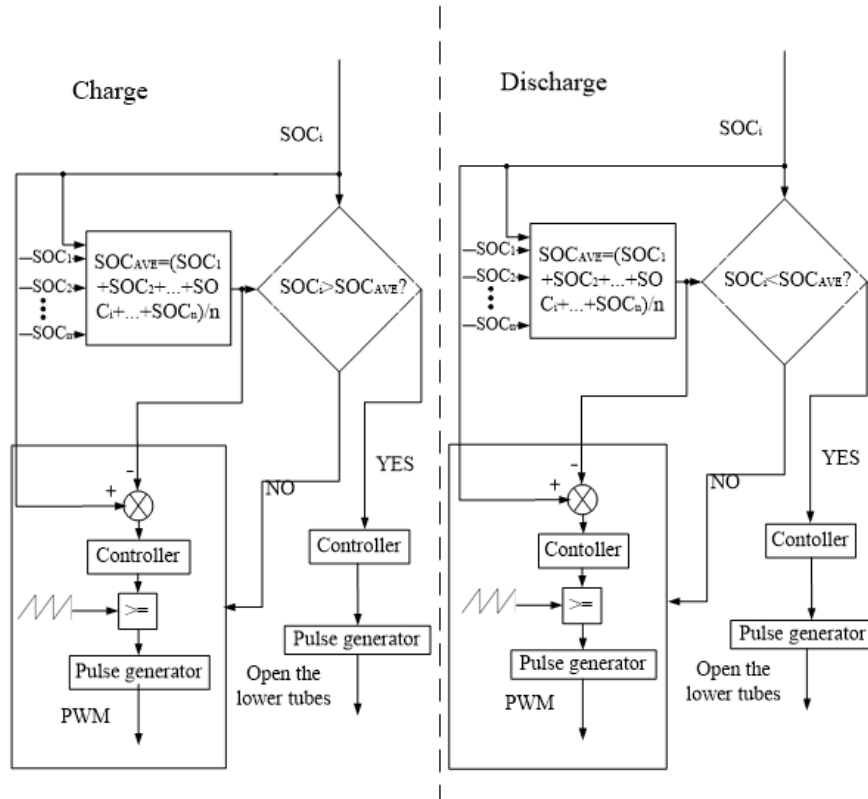 Charge
SOCi
SOC1
SOC2
SOCn
SOCAVE=(SOC1
+SOC2+...+SO
Ci+...+SOCn)/n
SOCi>SOCAVE?
-
+
NO
YES
Controller
Controller
>=
Pulse generator
Pulse generator
Open the
lower tubes
PWM
Discharge
SOCi
SOC1
SOC2
SOCn
SOCAVE=(SOC1
+SOC2+...+SO
Ci+...+SOCn)/n
SOCi<SOCAVE?
-
+
NO
YES
Contoller
Contoller
>=
Pulse generator
Pulse generator
Open the
lower tubes
PWM